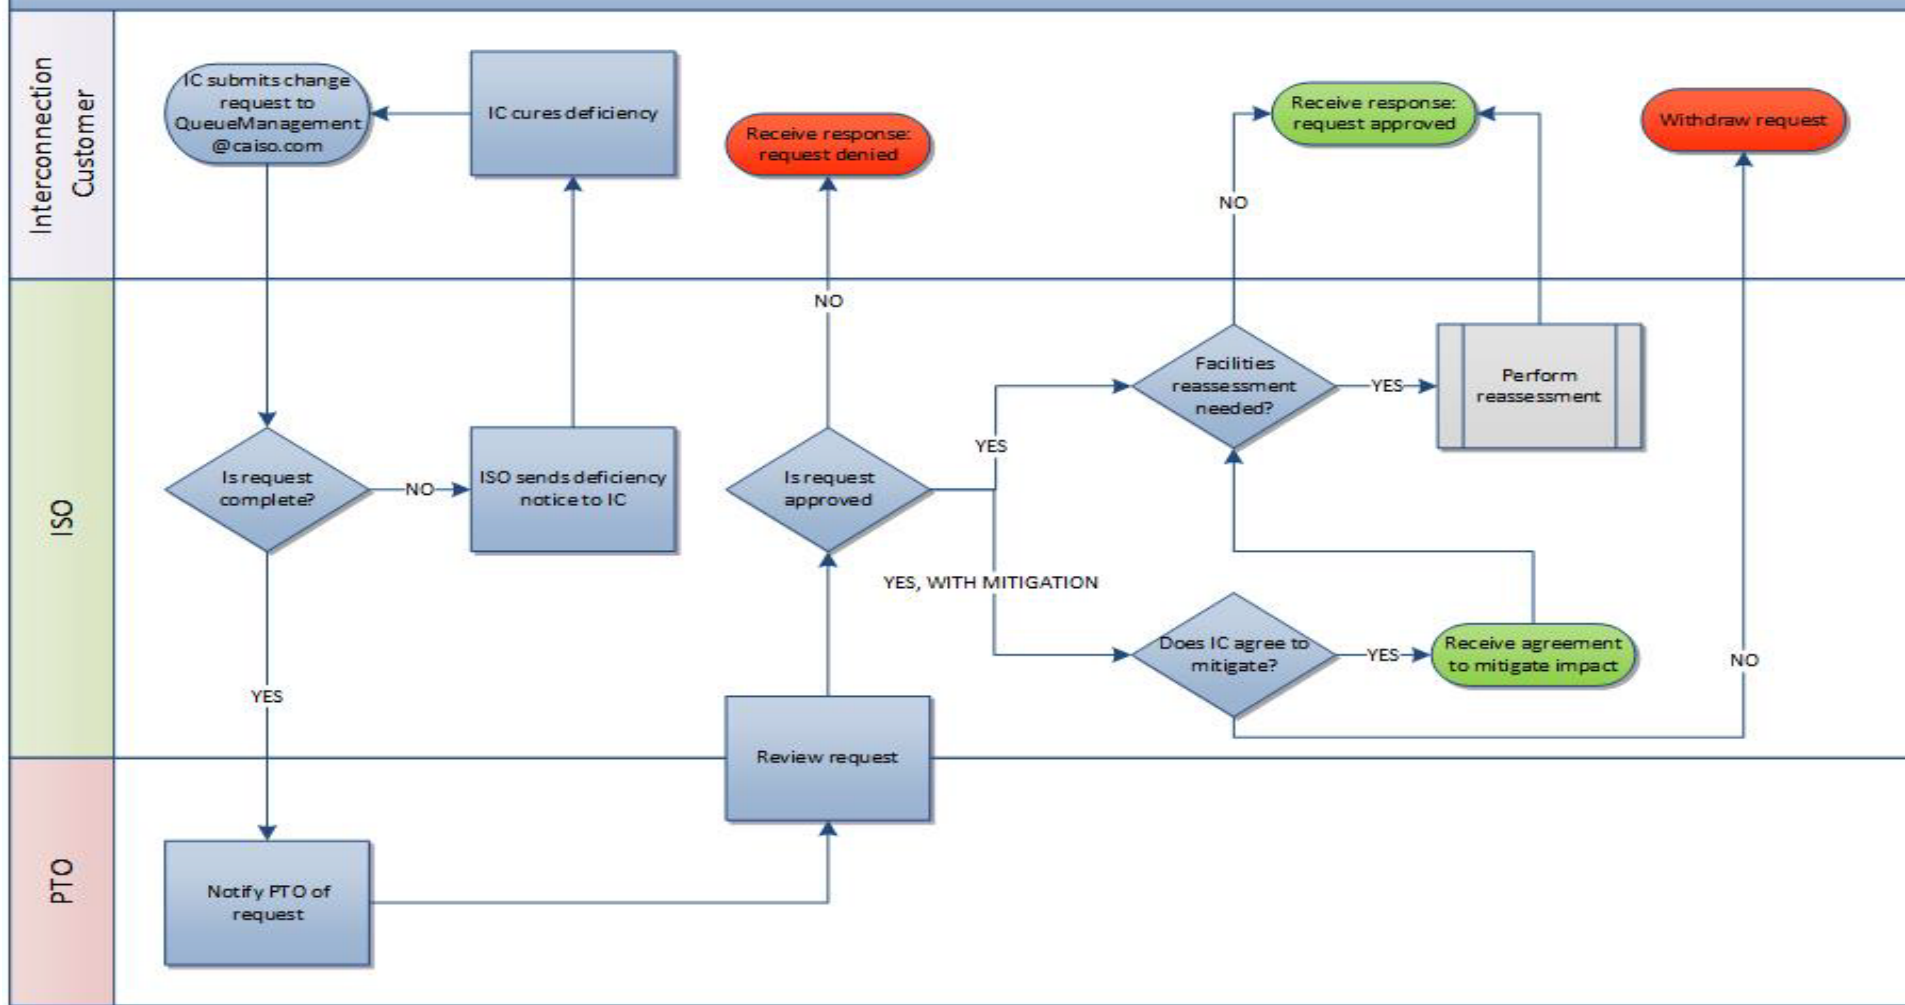 Interconnection
Customer
IC submits change
request to
QueueManagement
@caiso.com
IC cures deficiency
Receive response:
request denied
Receive response:
request approved
Withdraw request
NO
NO
ISO
Is request
complete?
NO
ISO sends deficiency
notice to IC
Is request
approved
YES
Facilities
reassessment
needed?
YES
Perform
reassessment
YES, WITH MITIGATION
Does IC agree to
mitigate?
YES
Receive agreement
to mitigate impact
NO
YES
Review request
PTO
Notify PTO of
request